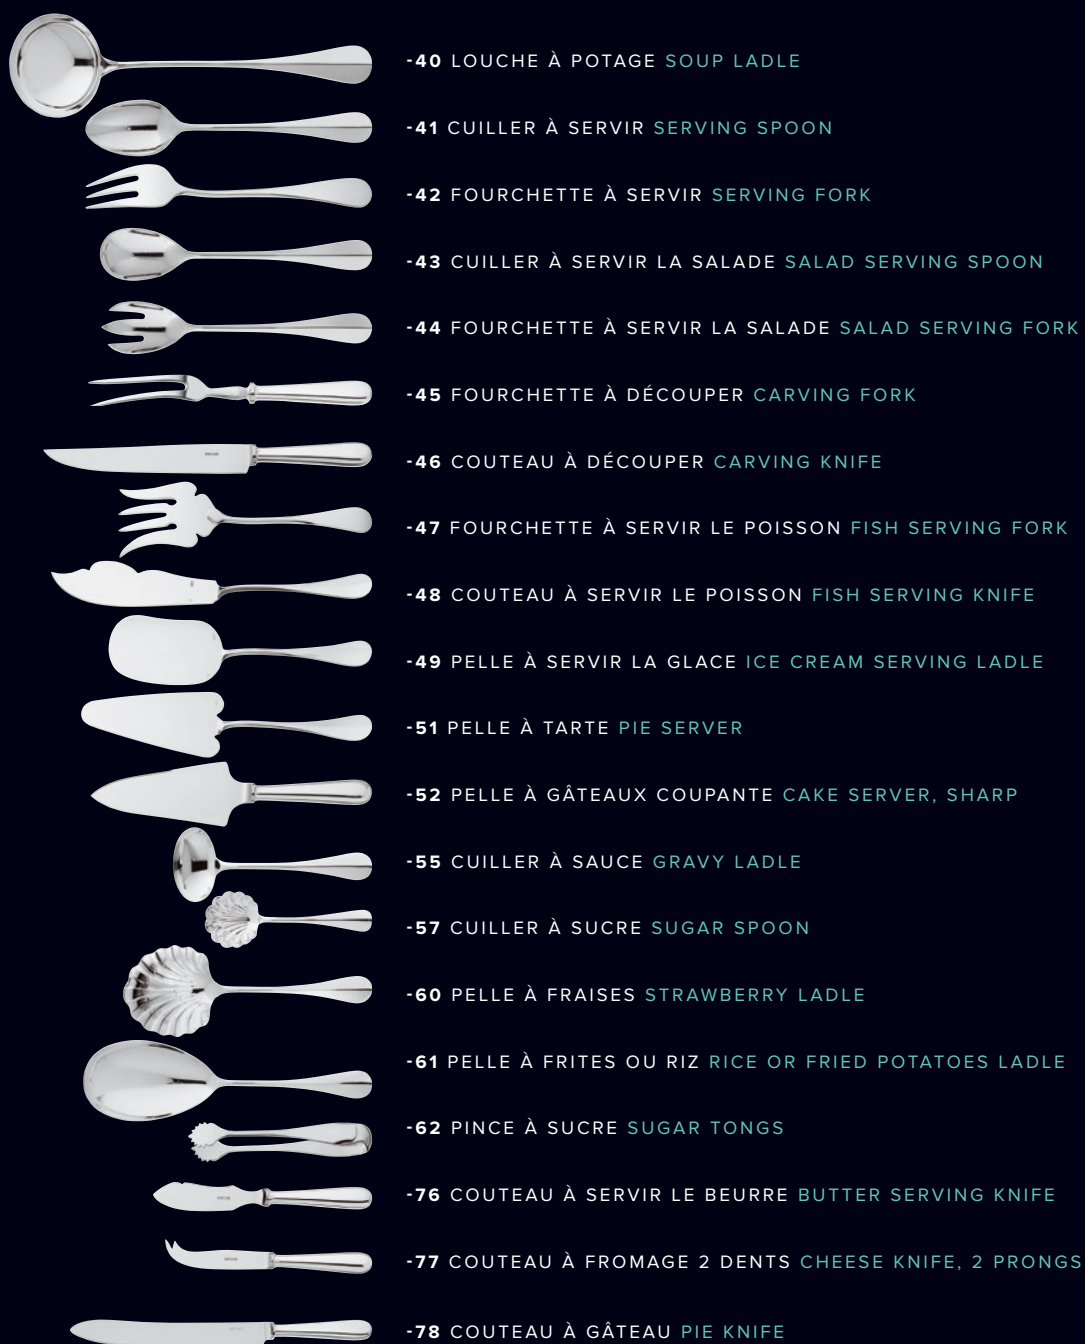 -40 LOUCHE À POTAGE SOUP LADLE
-41 CUILLER À SERVIR SERVING SPOON
-42 FOURCHETTE À SERVIR SERVING FORK
-43 CUILLER À SERVIR LA SALADE SALAD SERVING SPOON
-44 FOURCHETTE À SERVIR LA SALADE SALAD SERVING FORK
-45 FOURCHETTE À DÉCOUPER CARVING FORK
-46 COUTEAU À DÉCOUPER CARVING KNIFE
-47 FOURCHETTE À SERVIR LE POISSON FISH SERVING FORK
-48 COUTEAU À SERVIR LE POISSON FISH SERVING KNIFE
-49 PELLE À SERVIR LA GLACE ICE CREAM SERVING LADLE
-51 PELLE À TARTE PIE SERVER
-52 PELLE À GÂTEAUX COUPANTE CAKE SERVER, SHARP
-55 CUILLER À SAUCE GRAVY LADLE
-57 CUILLER À SUCRE SUGAR SPOON
-60 PELLE À FRAISES STRAWBERRY LADLE
-61 PELLE À FRITES OU RIZ RICE OR FRIED POTATOES LADLE
-62 PINCE À SUCRE SUGAR TONGS
-76 COUTEAU À SERVIR LE BEURRE BUTTER SERVING KNIFE
-77 COUTEAU À FROMAGE 2 DENTS CHEESE KNIFE, 2 PRONGS
-78 COUTEAU À GÂTEAU PIE KNIFE